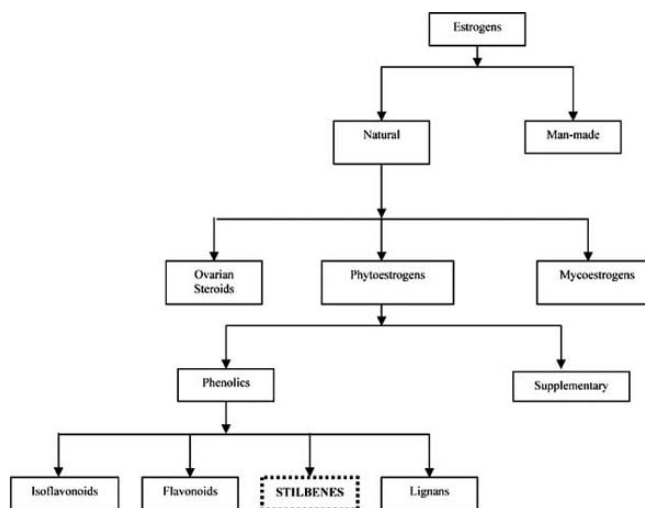 Estrogens
Natural
Man-made
Ovarian
Steroids
Phytoestrogens
Mycoestrogens
Phenolics
Supplementary
Isoflavonoids
Flavonoids
STILBENES
Lignans